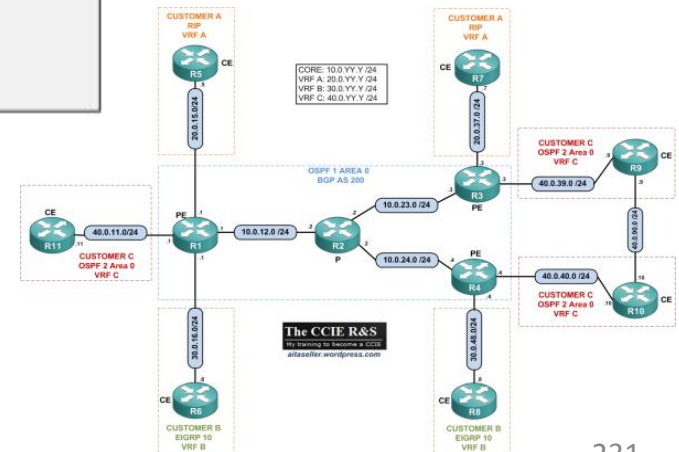 CUSTOMER A
RIP
VRF A
CUSTOMER A
RIP
VRF A
R5
CE
.5
20.0.15.0/24
CORE: 10.0.YY.Y /24
VRF A: 20.0.YY.Y /24
VRF B: 30.0.YY.Y /24
VRF C: 40.0.YY.Y /24
R7
CE
.7
20.0.37.0 /24
CUSTOMER C
OSPF 2 Area 0
VRF C
OSPF 1 AREA 0
BGP AS 200
.9
R9
CE
.9
.3
.3
R3
PE
.3
40.0.39.0 /24
10.0.23.0 /24
CE
R11
.11
40.0.11.0/24
.1
PE
.1
R1
.1
.1
10.0.12.0 /24
.2
.2
R2
P
.2
CUSTOMER C
OSPF 2 Area 0
VRF C
40.0.90.0 /24
10.0.24.0 /24
PE
.4
R4
.4
.4
40.0.40.0 /24
.10
.10
R10
CE
CUSTOMER C
OSPF 2 Area 0
VRF C
30.0.16.0/24
The CCIE R&S
My training to become a CCIE
aitaseller.wordpress.com
30.0.48.0/24
CE
R6
CE
R8
CUSTOMER B
EIGRP 10
VRF B
CUSTOMER B
EIGRP 10
VRF B